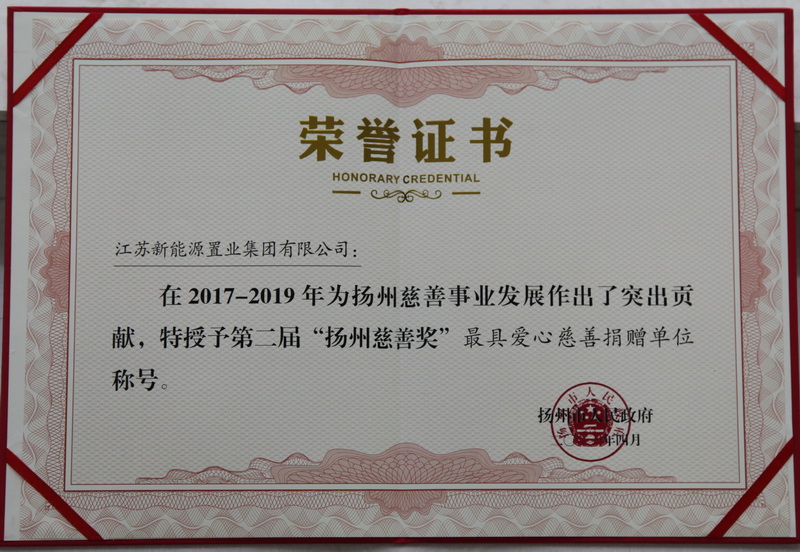 荣誉证书
HONORARY CREDENTIAL
江苏新能源置业集团有限公司：
在2017-2019年为扬州慈善事业发展作出了突出贡
献，特授予第二届“扬州慈善奖”最具爱心慈善捐赠单位
称号。
扬州市人民政府
年四月